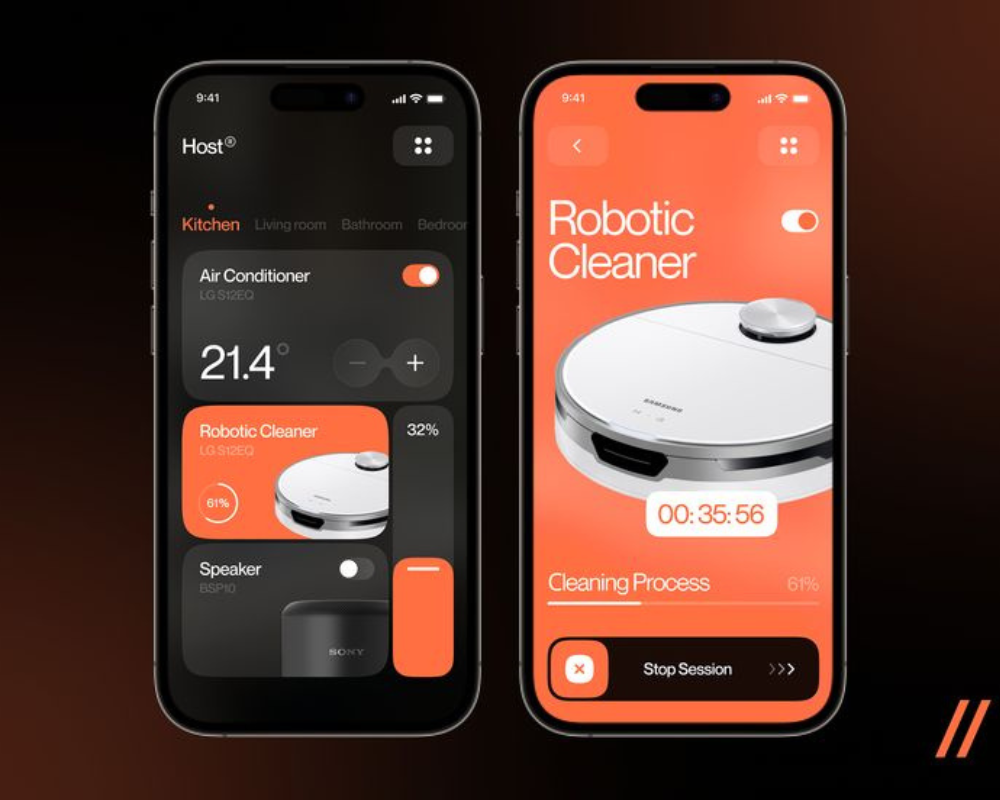 9:41
Host®
Kitchen Living room Bathroom Bedroor
Air Conditioner
LG S12EQ
21.4°
− +
Robotic Cleaner
LG S12EQ
61%
32%
Speaker
BSP10
SONY
9:41
Robotic
Cleaner
SAMSUNG
00:35:56
Cleaning Process 61%
Stop Session